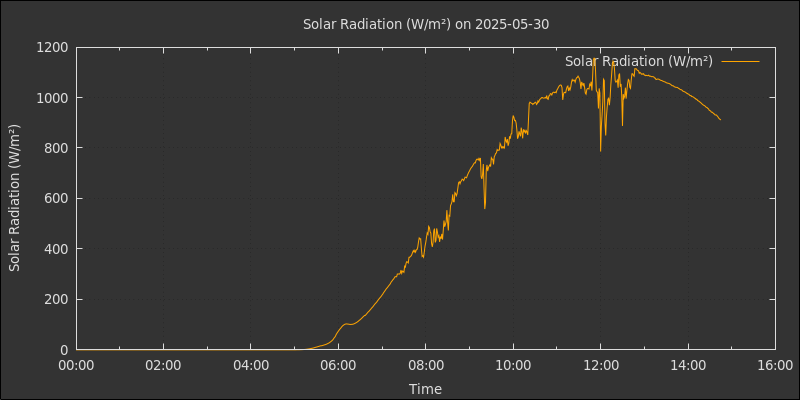 Solar Radiation (W/m²) on 2025-05-30
Solar Radiation (W/m²)
1200
1000
800
600
400
200
0
Solar Radiation (W/m²)
00:00 02:00 04:00 06:00 08:00 10:00 12:00 14:00 16:00
Time